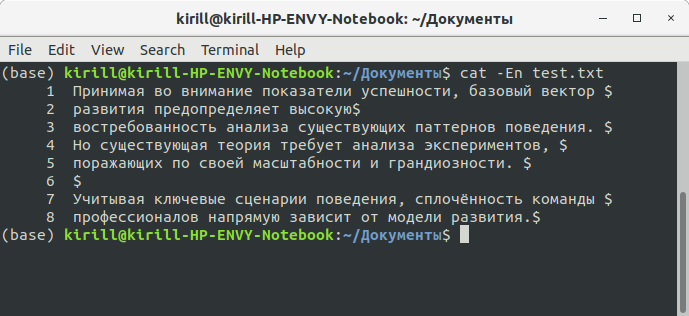 kirill@kirill-HP-ENVY-Notebook: ~/Документы
File Edit View Search Terminal Help
(base) kirill@kirill-HP-ENVY-Notebook:~/Документы$ cat -En test.txt
1 Принимая во внимание показатели успешности, базовый вектор $
2 развития предопределяет высокую$
3 востребованность анализа существующих паттернов поведения. $
4 Но существующая теория требует анализа экспериментов, $
5 поражающих по своей масштабности и грандиозности. $
6 $
7 Учитывая ключевые сценарии поведения, сплочённость команды $
8 профессионалов напрямую зависит от модели развития.$
(base) kirill@kirill-HP-ENVY-Notebook:~/Документы$